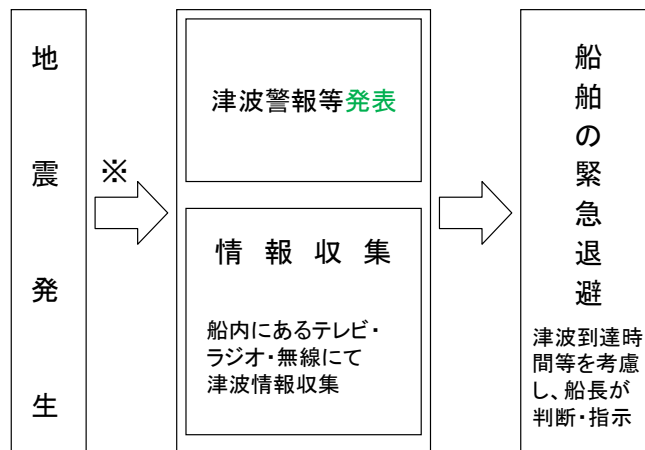 地震発生
※
津波警報等発表
情報収集
船内にあるテレビ・
ラジオ・無線にて
津波情報収集
船舶の緊急退避
津波到達時
間等を考慮
し、船長が
判断・指示